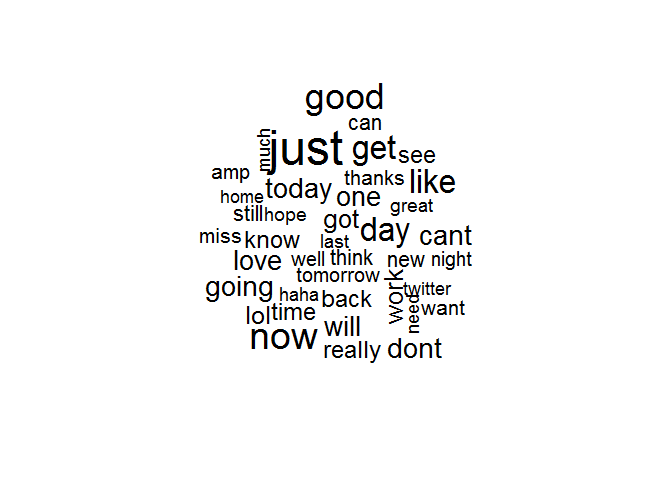 good
can
much
just get see
amp thanks like
home today one great
still hope got day
miss know last cant
love well think new night
tomorrow
going haha back work twitter
lol time need want
now will
really dont